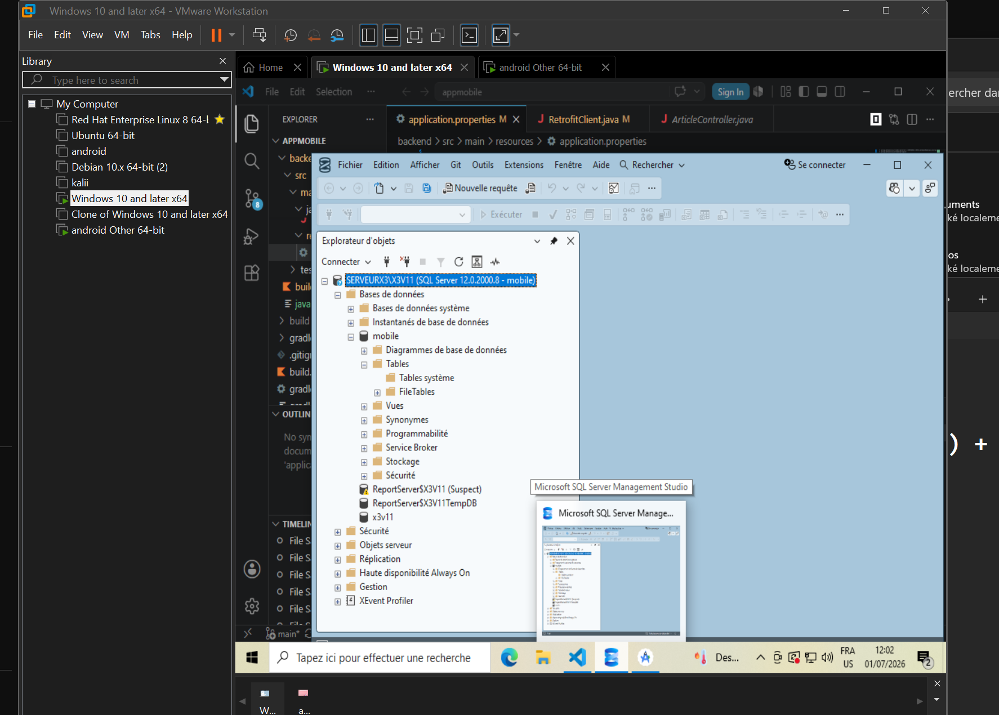 Windows 10 and later x64 - VMware Workstation
File Edit View VM Tabs Help
Library
Type here to search
My Computer
Red Hat Enterprise Linux 8 64-
Ubuntu 64-bit
android
Debian 10.x 64-bit (2)
kalii
Windows 10 and later x64
Clone of Windows 10 and later x64
android Other 64-bit
Home
Windows 10 and later x64
android Other 64-bit
File Edit Selection ···
appmobile
Sign In
EXPLORER
application.properties M
RetrofitClient.java M
ArticleController.java
APPMOBILE
backend > src > main > resources > application.properties
backe
src
ma
ja
re
tes
buil
java
build
gradl
.gitig
build.
gradl
OUTLIN
No syn
docum
'applic
TIMELIN
File S
File S
File S
File S
File S
main*
8
Fichier Edition Afficher Git Outils Extensions Fenêtre Aide Rechercher
Se connecter
Nouvelle requête
Exécuter
Explorateur d'objets
Connecter
SERVEURX3\X3V11 (SQL Server 12.0.2000.8 - mobile)
Bases de données
Bases de données système
Instantanés de base de données
mobile
Diagrammes de base de données
Tables
Tables système
FileTables
Vues
Synonymes
Programmabilité
Service Broker
Stockage
Sécurité
ReportServer$X3V11 (Suspect)
ReportServer$X3V11TempDB
x3v11
Sécurité
Objets serveur
Réplication
Haute disponibilité Always On
Gestion
XEvent Profiler
Microsoft SQL Server Management Studio
Microsoft SQL Server Manage...
Tapez ici pour effectuer une recherche
Des...
FRA
US
12:02
01/07/2026
2
W...
a...
ercher dan
uments
ké localeme
os
ké localeme
) +